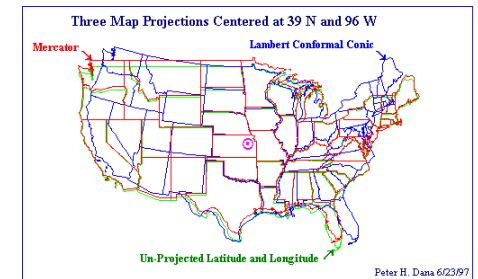 Three Map Projections Centered at 39 N and 96 W
Mercator
Lambert Conformal Conic
Un-Projected Latitude and Longitude
Peter H. Dana 6/23/97